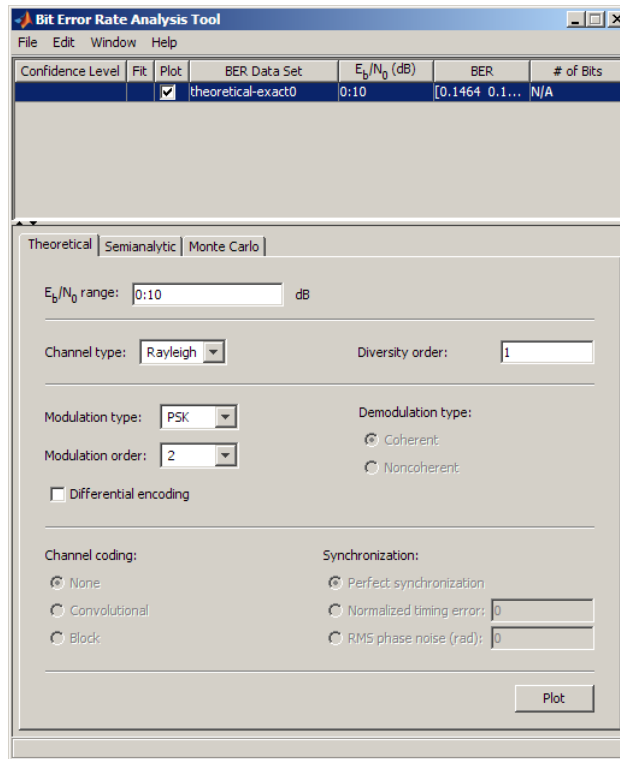 Bit Error Rate Analysis Tool
File Edit Window Help
Confidence Level Fit Plot BER Data Set Eb/N0 (dB) BER # of Bits
theoretical-exact0 0:10 [0.1464 0.1... N/A
Theoretical Semianalytic Monte Carlo
Eb/N0 range: 0:10 dB
Channel type: Rayleigh Diversity order: 1
Modulation type: PSK Demodulation type:
Coherent
Modulation order: 2
Noncoherent
Differential encoding
Channel coding: Synchronization:
None Perfect synchronization
Convolutional Normalized timing error: 0
Block RMS phase noise (rad): 0
Plot